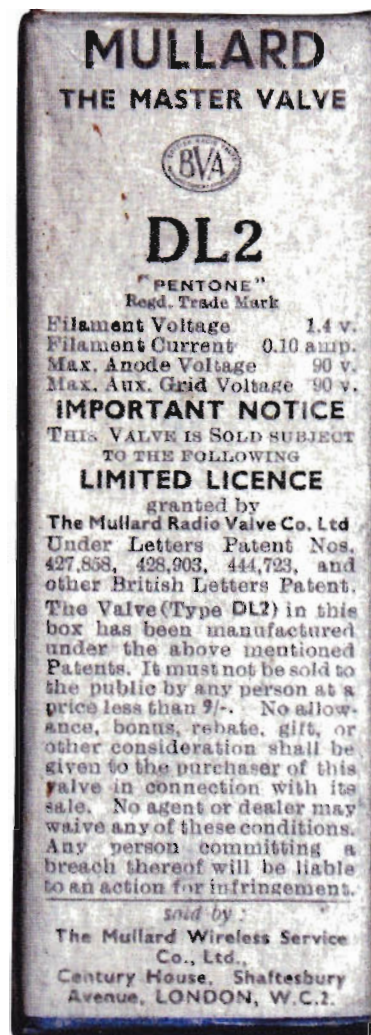 MULLARD
THE MASTER VALVE
BVA
DL2
"PENTONE"
Regd. Trade Mark
Filament Voltage 1.4 v.
Filament Current 0.10 amp.
Max. Anode Voltage 90 v.
Max. Aux. Grid Voltage 90 v.
IMPORTANT NOTICE
THIS VALVE IS SOLD SUBJECT
TO THE FOLLOWING
LIMITED LICENCE
granted by
The Mullard Radio Valve Co. Ltd
Under Letters Patent Nos.
427,858, 428,903, 444,723, and
other British Letters Patent.
The Valve (Type DL2) in this
box has been manufactured
under the above mentioned
Patents. It must not be sold to
the public by any person at a
price less than 9/-. No allow-
ance, bonus, rebate, gift, or
other consideration shall be
given to the purchaser of this
valve in connection with its
sale. No agent or dealer may
waive any of these conditions.
Any person committing a
breach thereof will be liable
to an action for infringement.
sold by :
The Mullard Wireless Service
Co., Ltd.,
Century House, Shaftesbury
Avenue, LONDON, W.C.2.